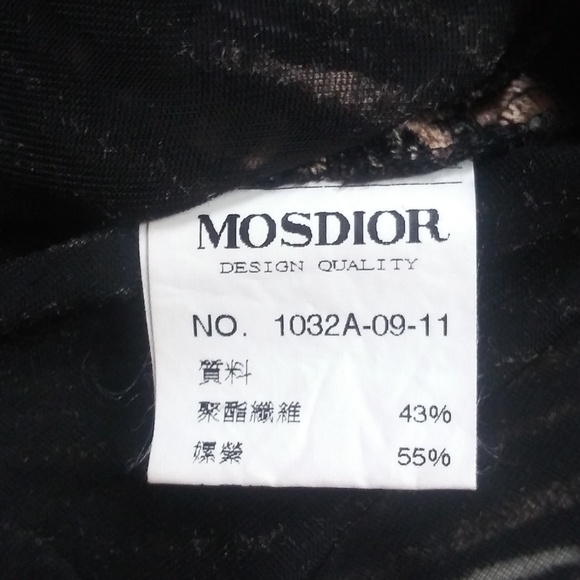 MOSDIOR
DESIGN QUALITY
NO. 1032A-09-11
質料
聚酯纖維 43%
嫘縈 55%